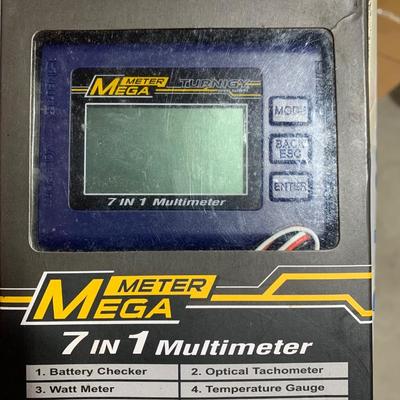 METER
MEGA
TURNIGY
MODE
BACK
ESC
ENTER
7 IN 1 Multimeter
METER
MEGA
7 IN 1 Multimeter
1. Battery Checker
2. Optical Tachometer
3. Watt Meter
4. Temperature Gauge